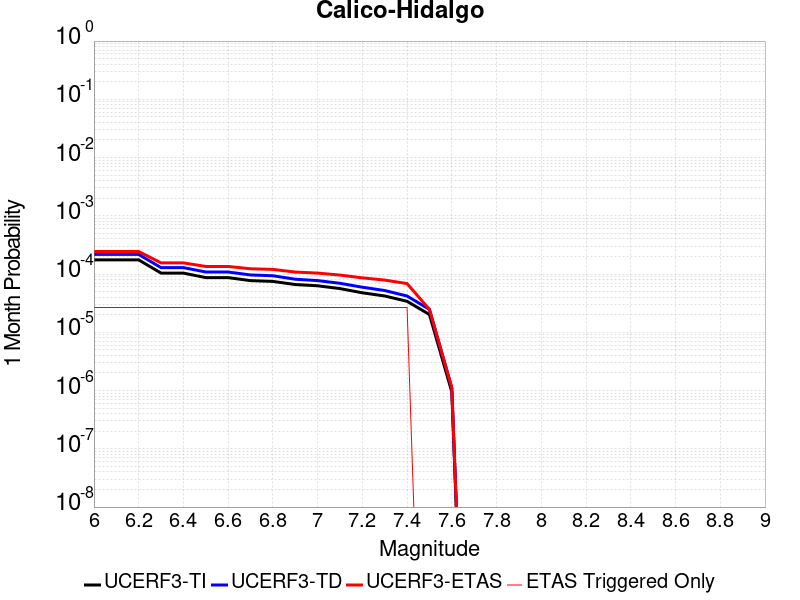 Calico-Hidalgo
10^0
10^-1
10^-2
10^-3
10^-4
10^-5
10^-6
10^-7
10^-8
1 Month Probability
6 6.2 6.4 6.6 6.8 7 7.2 7.4 7.6 7.8 8 8.2 8.4 8.6 8.8 9
Magnitude
UCERF3-TI UCERF3-TD UCERF3-ETAS ETAS Triggered Only